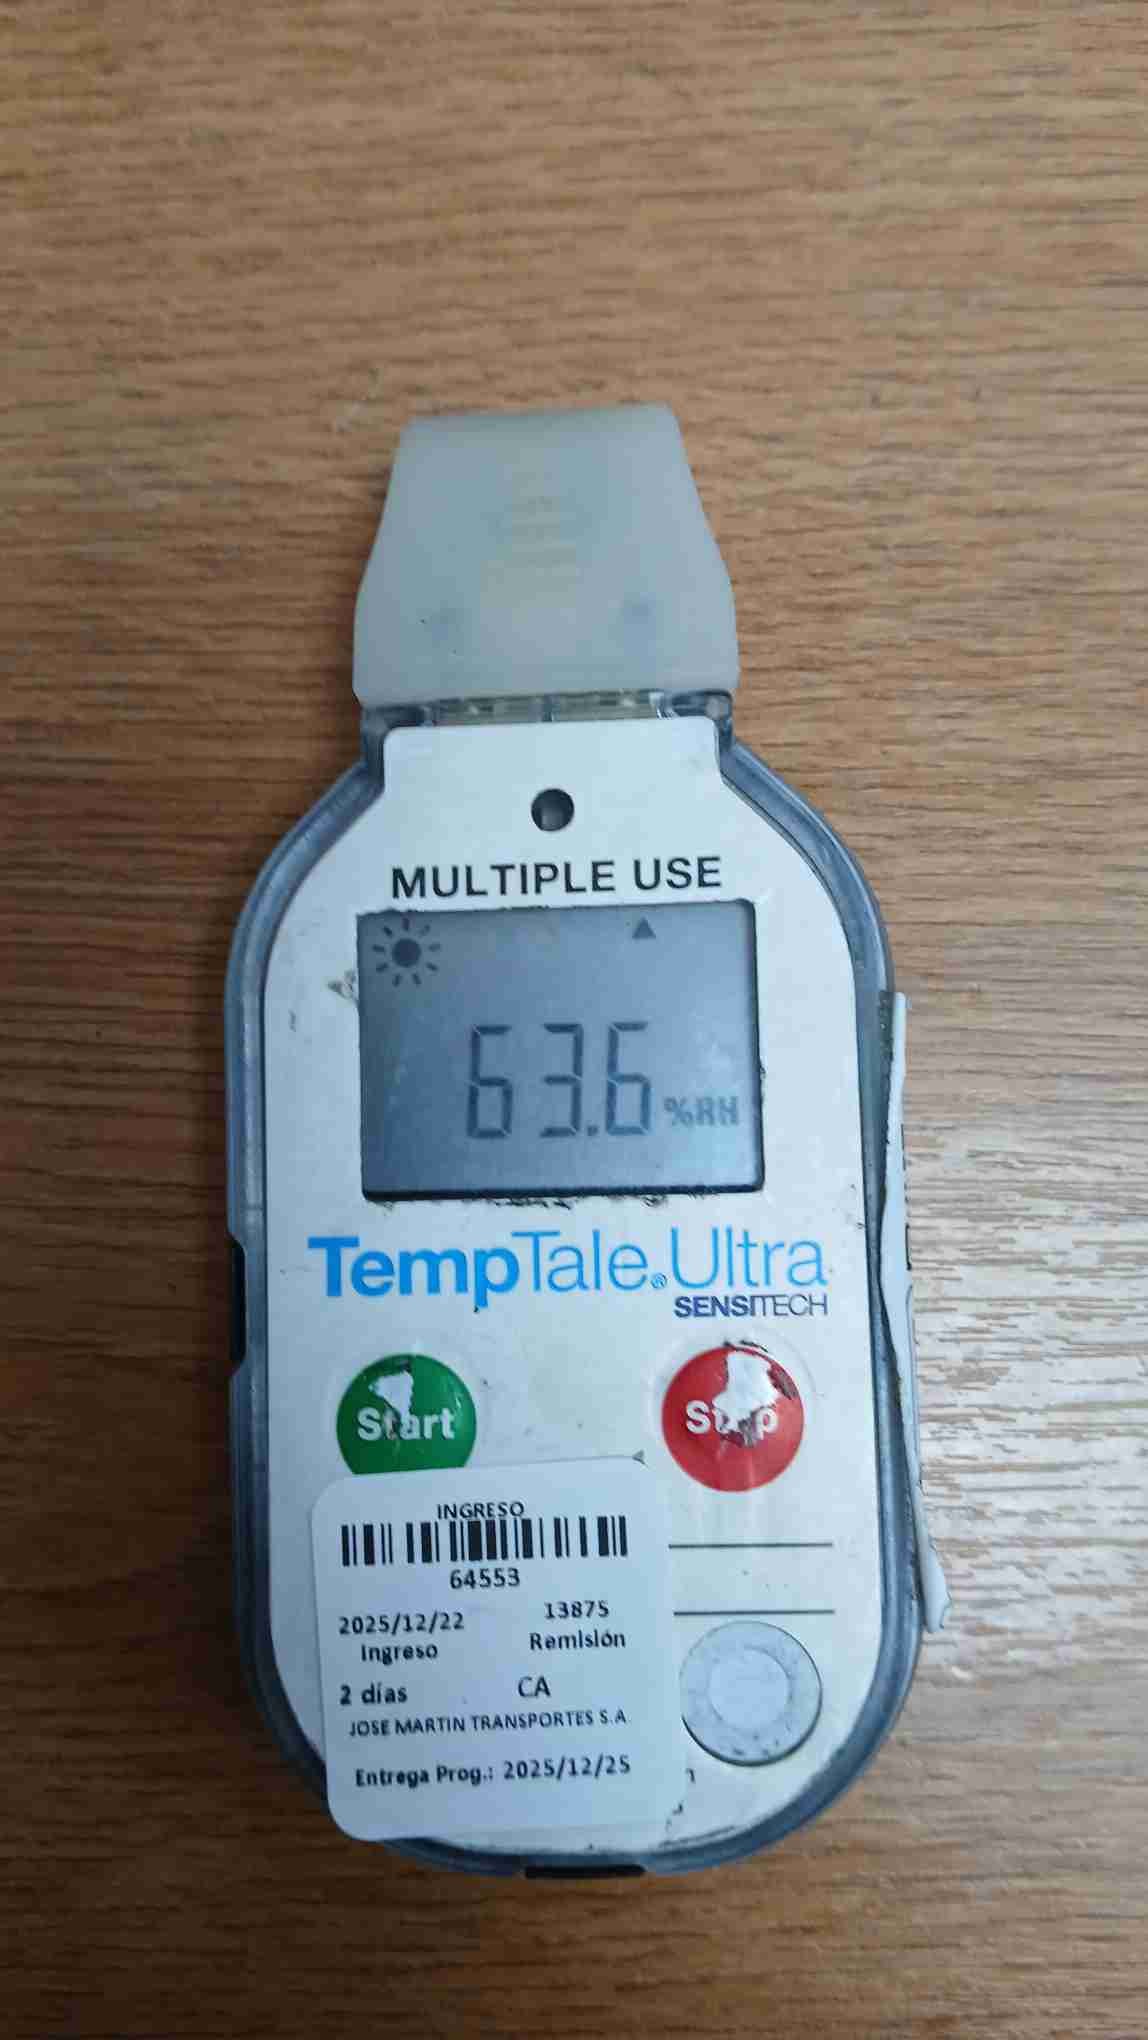 MULTIPLE USE
63.6 %RH
TempTale® Ultra
SENSITECH
Start
Stop
INGRESO
64553
2025/12/22 13875
Ingreso Remisión
2 días CA
JOSE MARTIN TRANSPORTES S.A.
Entrega Prog.: 2025/12/25